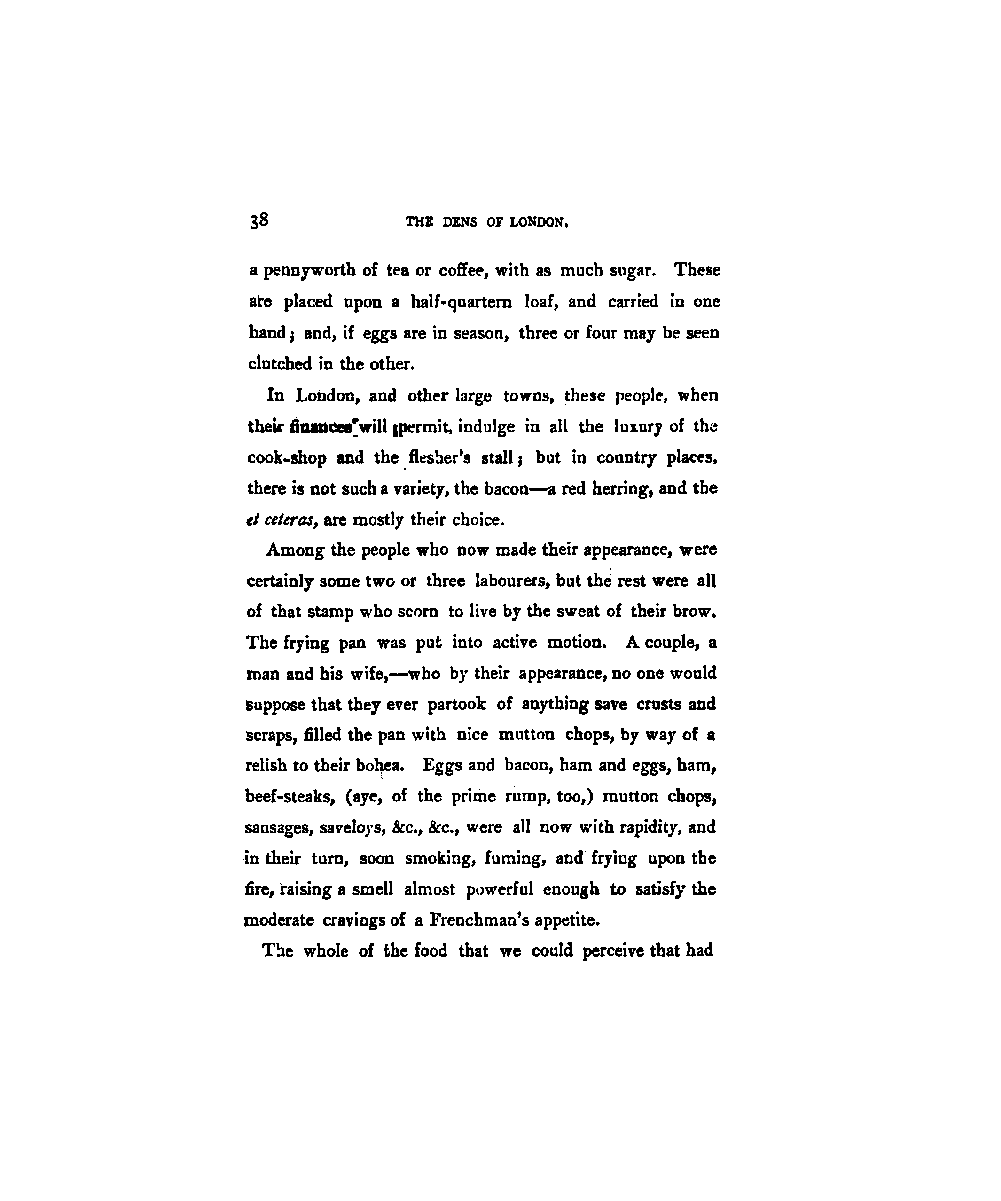 38 THE DENS OF LONDON.
a pennyworth of tea or coffee, with as much sugar. These
are placed upon a half-quartern loaf, and carried in one
hand; and, if eggs are in season, three or four may be seen
clutched in the other.
In London, and other large towns, these people, when
their finances will permit, indulge in all the luxury of the
cook-shop and the flesher's stall; but in country places,
there is not such a variety, the bacon—a red herring, and the
et ceteras, are mostly their choice.
Among the people who now made their appearance, were
certainly some two or three labourers, but the rest were all
of that stamp who scorn to live by the sweat of their brow.
The frying pan was put into active motion. A couple, a
man and his wife,—who by their appearance, no one would
suppose that they ever partook of anything save crusts and
scraps, filled the pan with nice mutton chops, by way of a
relish to their bohea. Eggs and bacon, ham and eggs, ham,
beef-steaks, (aye, of the prime rump, too,) mutton chops,
sausages, saveloys, &c., &c., were all now with rapidity, and
in their turn, soon smoking, fuming, and frying upon the
fire, raising a smell almost powerful enough to satisfy the
moderate cravings of a Frenchman's appetite.
The whole of the food that we could perceive that had